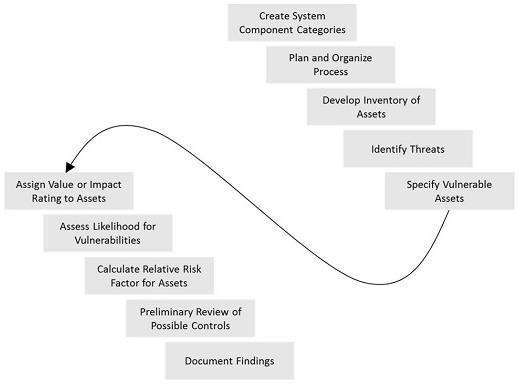 Create System
Component Categories
Plan and Organize
Process
Develop Inventory of
Assets
Identify Threats
Specify Vulnerable
Assets
Assign Value or Impact
Rating to Assets
Assess Likelihood for
Vulnerabilities
Calculate Relative Risk
Factor for Assets
Preliminary Review of
Possible Controls
Document Findings